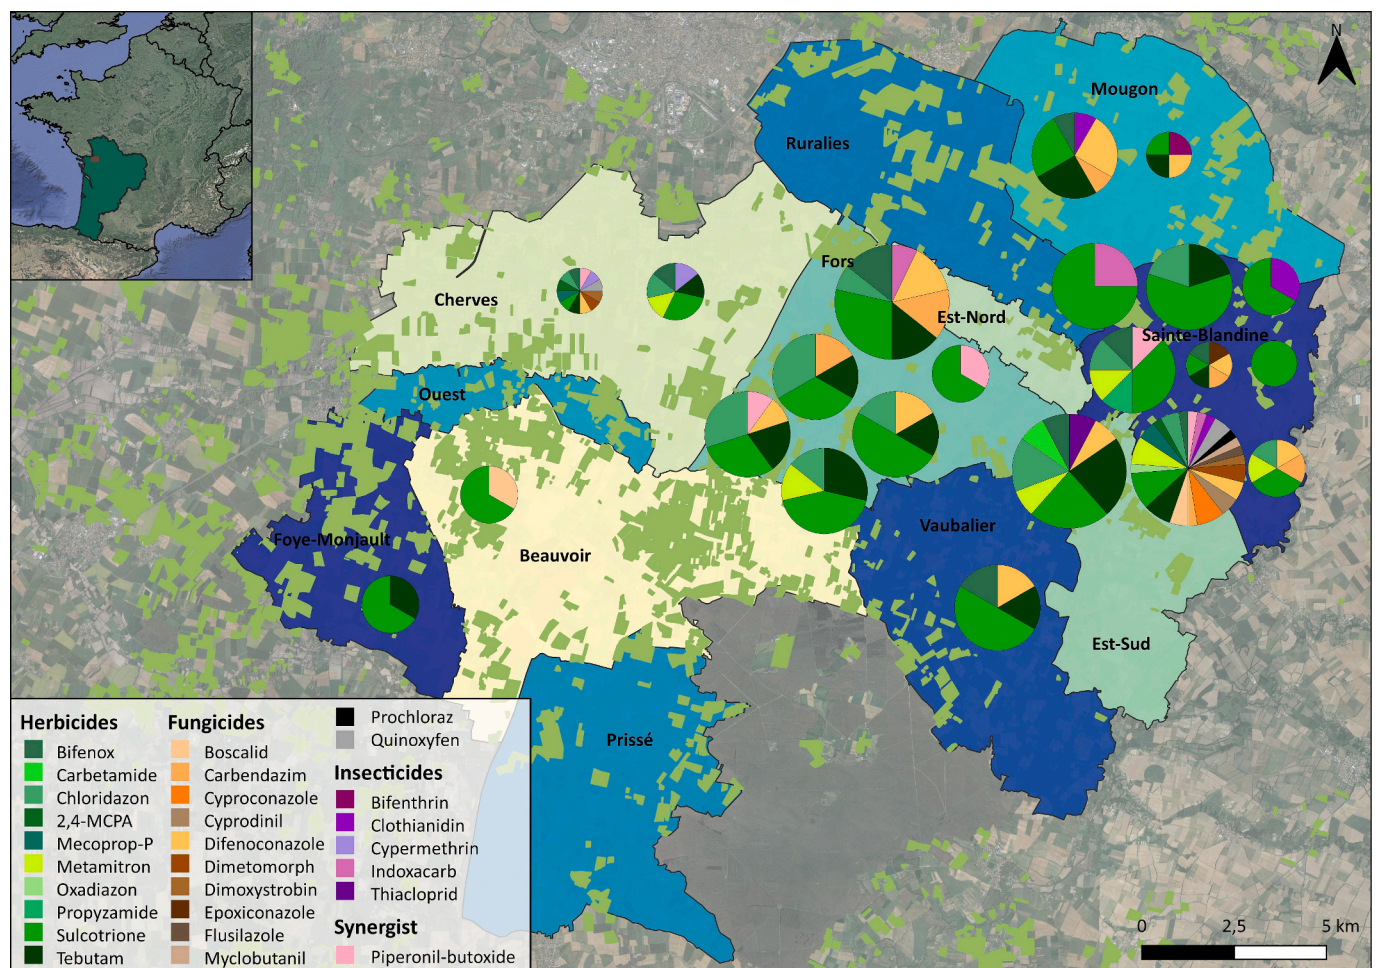 N
Mougon
Ruralies
Fors
Cherves
Est-Nord
Sainte-Blandine
Ouest
Vaubalier
Foye-Monjault
Beauvoir
Est-Sud
Prissé
Herbicides
Bifenox
Carbetamide
Chloridazon
2,4-MCPA
Mecoprop-P
Metamitron
Oxadiazon
Propyzamide
Sulcotrione
Tebutam
Fungicides
Boscalid
Carbendazim
Cyproconazole
Cyprodinil
Difenoconazole
Dimetomorph
Dimoxystrobin
Epoxiconazole
Flusilazole
Myclobutanil
Prochloraz
Quinoxyfen
Insecticides
Bifenthrin
Clothianidin
Cypermethrin
Indoxacarb
Thiacloprid
Synergist
Piperonil-butoxide
0 2,5 5 km